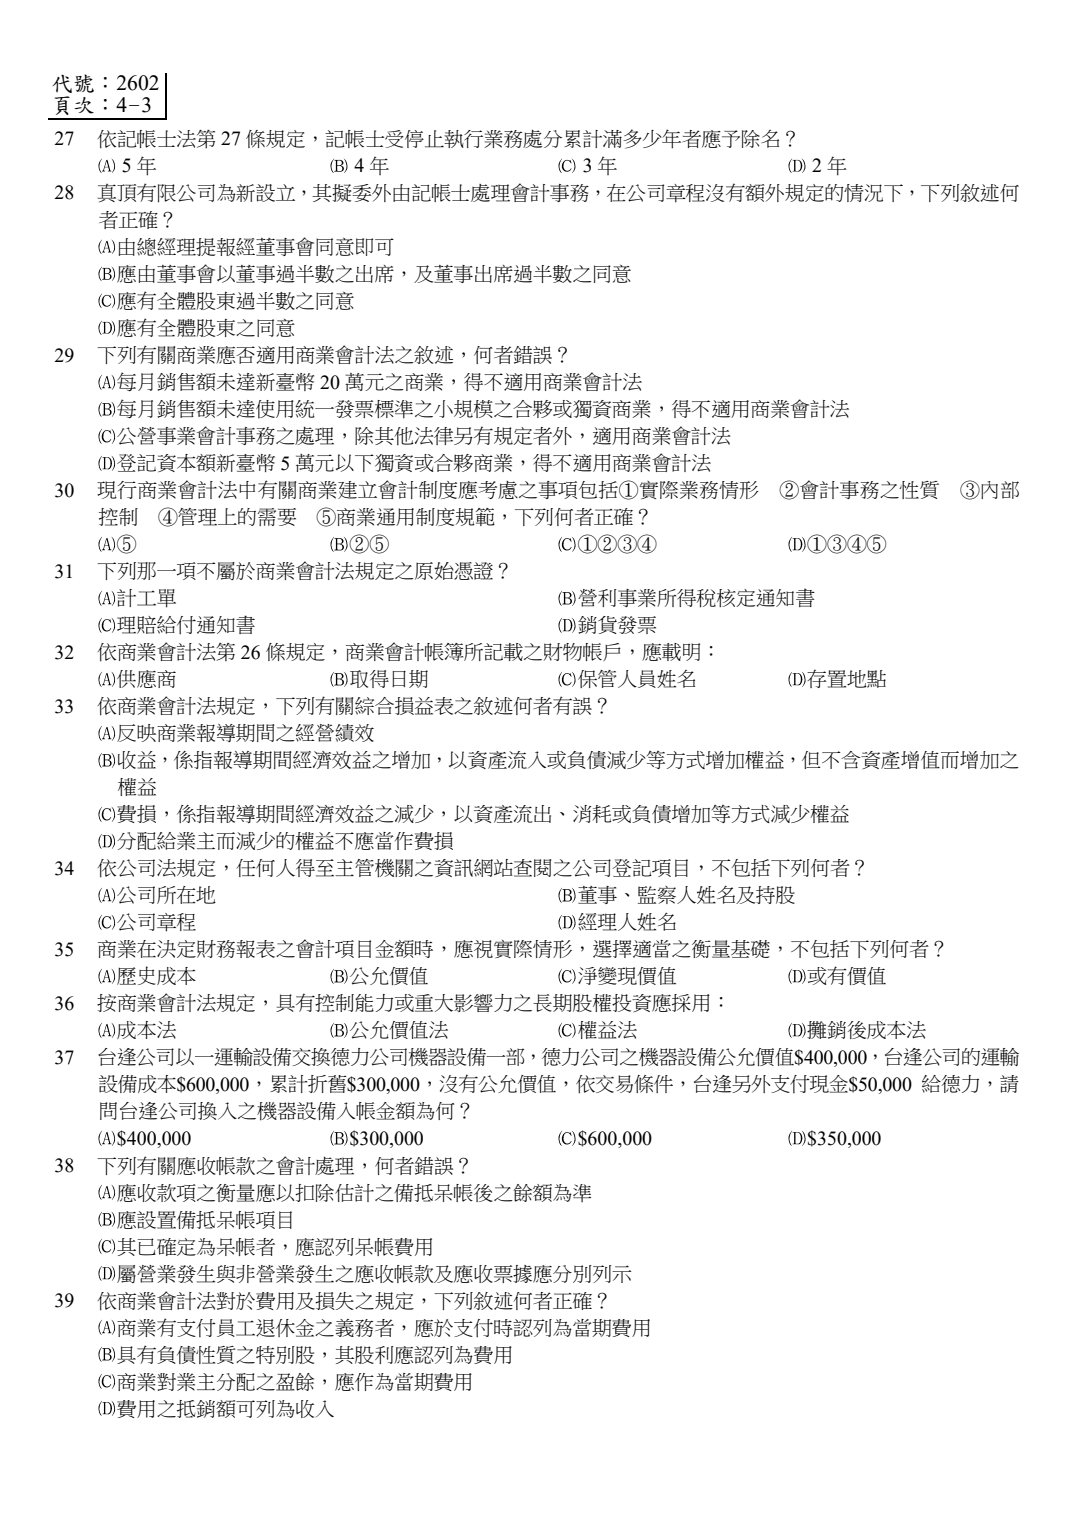 代號：2602
頁次：4－3
27 依記帳士法第 27 條規定，記帳士受停止執行業務處分累計滿多少年者應予除名？
(A) 5 年 (B) 4 年 (C) 3 年 (D) 2 年
28 真頂有限公司為新設立，其擬委外由記帳士處理會計事務，在公司章程沒有額外規定的情況下，下列敘述何
者正確？
(A)由總經理提報經董事會同意即可
(B)應由董事會以董事過半數之出席，及董事出席過半數之同意
(C)應有全體股東過半數之同意
(D)應有全體股東之同意
29 下列有關商業應否適用商業會計法之敘述，何者錯誤？
(A)每月銷售額未達新臺幣 20 萬元之商業，得不適用商業會計法
(B)每月銷售額未達使用統一發票標準之小規模之合夥或獨資商業，得不適用商業會計法
(C)公營事業會計事務之處理，除其他法律另有規定者外，適用商業會計法
(D)登記資本額新臺幣 5 萬元以下獨資或合夥商業，得不適用商業會計法
30 現行商業會計法中有關商業建立會計制度應考慮之事項包括①實際業務情形 ②會計事務之性質 ③內部
控制 ④管理上的需要 ⑤商業通用制度規範，下列何者正確？
(A)⑤ (B)②⑤ (C)①②③④ (D)①③④⑤
31 下列那一項不屬於商業會計法規定之原始憑證？
(A)計工單 (B)營利事業所得稅核定通知書
(C)理賠給付通知書 (D)銷貨發票
32 依商業會計法第 26 條規定，商業會計帳簿所記載之財物帳戶，應載明：
(A)供應商 (B)取得日期 (C)保管人員姓名 (D)存置地點
33 依商業會計法規定，下列有關綜合損益表之敘述何者有誤？
(A)反映商業報導期間之經營績效
(B)收益，係指報導期間經濟效益之增加，以資產流入或負債減少等方式增加權益，但不含資產增值而增加之
權益
(C)費損，係指報導期間經濟效益之減少，以資產流出、消耗或負債增加等方式減少權益
(D)分配給業主而減少的權益不應當作費損
34 依公司法規定，任何人得至主管機關之資訊網站查閱之公司登記項目，不包括下列何者？
(A)公司所在地 (B)董事、監察人姓名及持股
(C)公司章程 (D)經理人姓名
35 商業在決定財務報表之會計項目金額時，應視實際情形，選擇適當之衡量基礎，不包括下列何者？
(A)歷史成本 (B)公允價值 (C)淨變現價值 (D)或有價值
36 按商業會計法規定，具有控制能力或重大影響力之長期股權投資應採用：
(A)成本法 (B)公允價值法 (C)權益法 (D)攤銷後成本法
37 台逢公司以一運輸設備交換德力公司機器設備一部，德力公司之機器設備公允價值$400,000，台逢公司的運輸
設備成本$600,000，累計折舊$300,000，沒有公允價值，依交易條件，台逢另外支付現金$50,000 給德力，請
問台逢公司換入之機器設備入帳金額為何？
(A)$400,000 (B)$300,000 (C)$600,000 (D)$350,000
38 下列有關應收帳款之會計處理，何者錯誤？
(A)應收款項之衡量應以扣除估計之備抵呆帳後之餘額為準
(B)應設置備抵呆帳項目
(C)其已確定為呆帳者，應認列呆帳費用
(D)屬營業發生與非營業發生之應收帳款及應收票據應分別列示
39 依商業會計法對於費用及損失之規定，下列敘述何者正確？
(A)商業有支付員工退休金之義務者，應於支付時認列為當期費用
(B)具有負債性質之特別股，其股利應認列為費用
(C)商業對業主分配之盈餘，應作為當期費用
(D)費用之抵銷額可列為收入